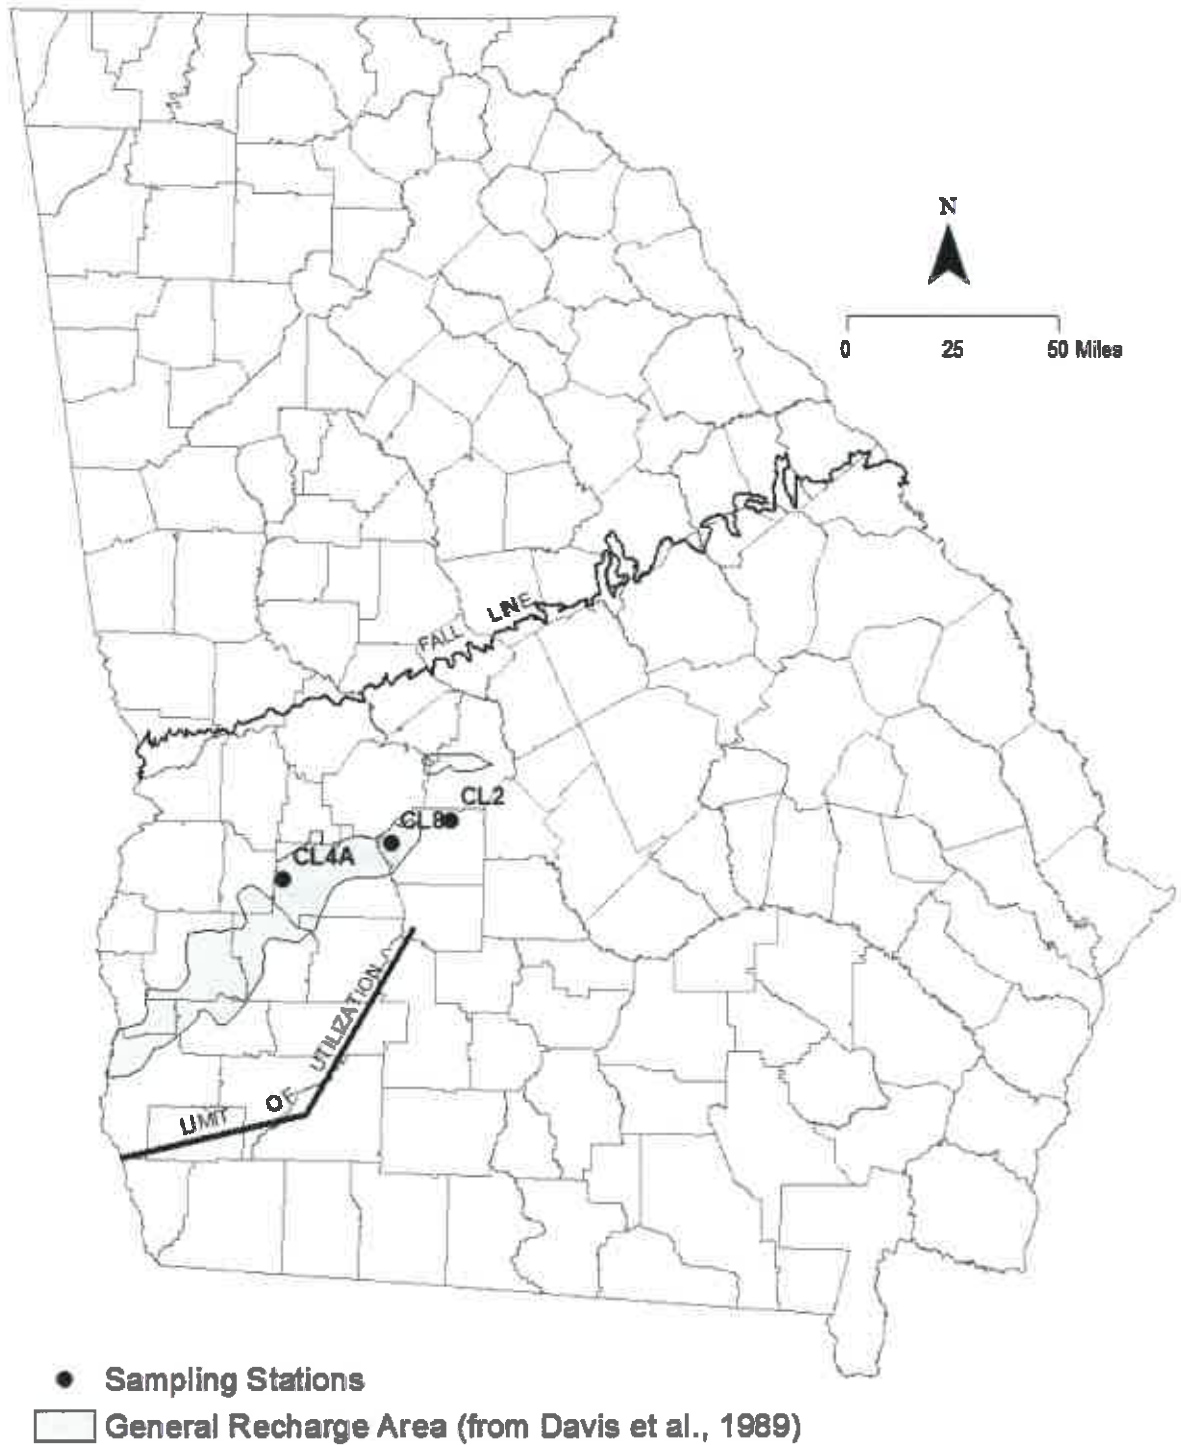 N
0 25 50 Miles
FALL LINE
CL2
CL8
CL4A
LIMIT OF UTILIZATION
Sampling Stations
General Recharge Area (from Davis et al., 1989)